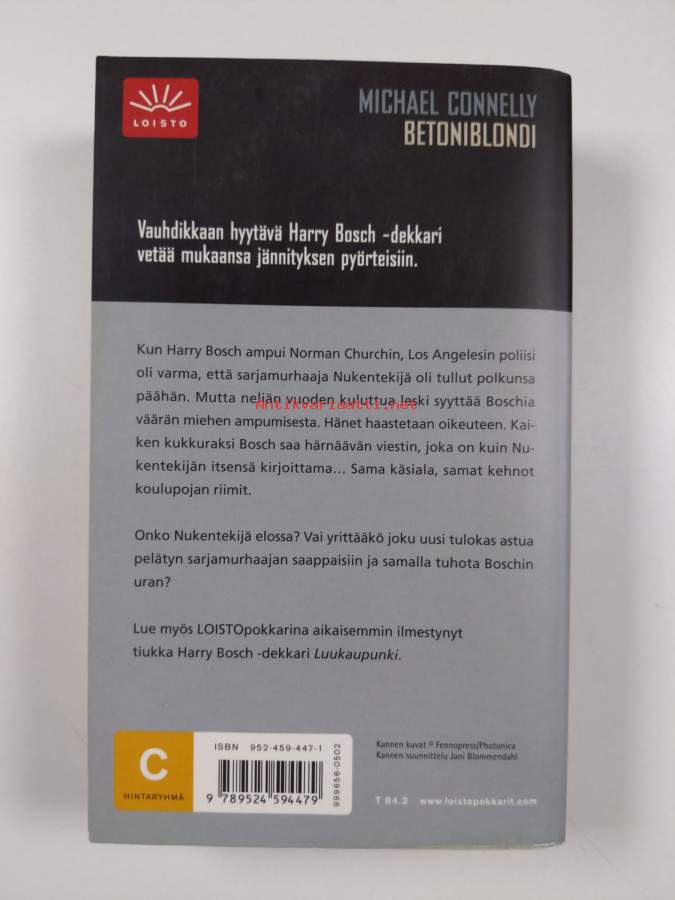 LOISTO
MICHAEL CONNELLY
BETONIBLONDI
Vauhdikkaan hyytävä Harry Bosch -dekkari
vetää mukaansa jännityksen pyörteisiin.
Kun Harry Bosch ampui Norman Churchin, Los Angelesin poliisi
oli varma, että sarjamurhaaja Nukentekijä oli tullut polkunsa
päähän. Mutta neljän vuoden kuluttua leski syyttää Boschia
Antikvariaatti.net
väärän miehen ampumisesta. Hänet haastetaan oikeuteen. Kai-
ken kukkuraksi Bosch saa härnäävän viestin, joka on kuin Nu-
kentekijän itsensä kirjoittama... Sama käsiala, samat kehnot
koulupojan riimit.
Onko Nukentekijä elossa? Vai yrittääkö joku uusi tulokas astua
pelätyn sarjamurhaajan saappaisiin ja samalla tuhota Boschin
uran?
Lue myös LOISTOpokkarina aikaisemmin ilmestynyt
tiukka Harry Bosch -dekkari Luukaupunki.
C
HINTARYHMÄ
ISBN 952-459-447-1
9 789524 594479
999656-0502
Kannen kuvat © Fennopress/Photonica
Kannen suunnittelu Jani Blommendahl
T 84.2 www.loistopokkarit.com